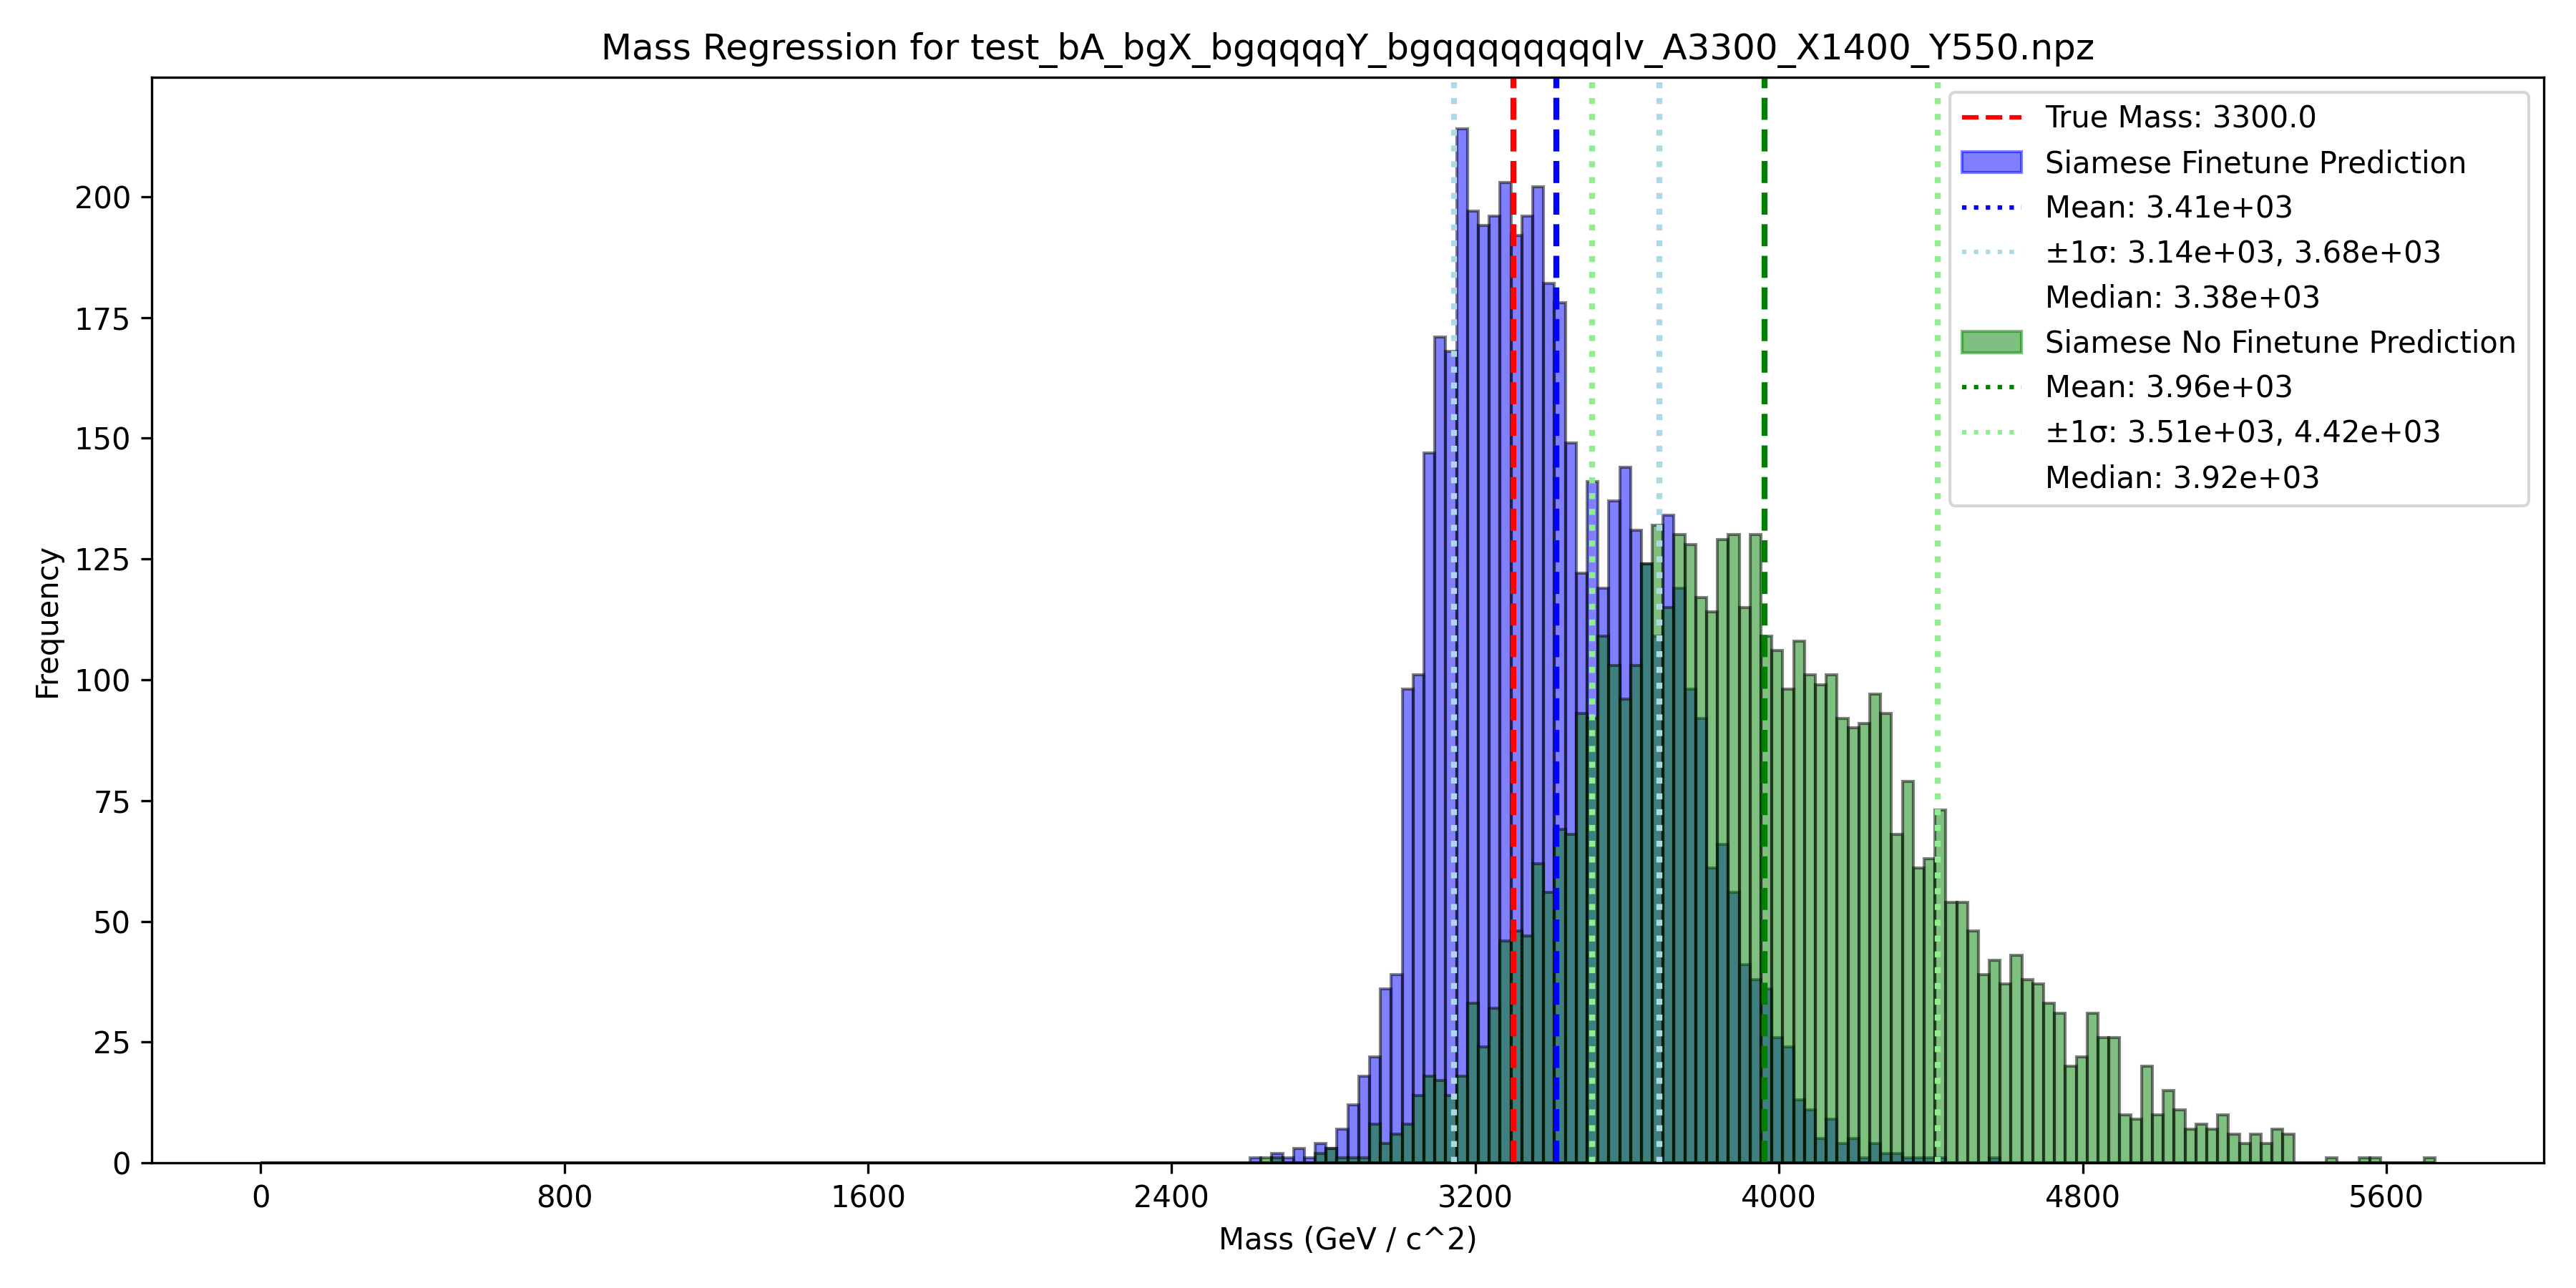 Mass Regression for test_bA_bgX_bgqqqqY_bgqqqqqqqqlv_A3300_X1400_Y550.npz
True Mass: 3300.0
Siamese Finetune Prediction
Mean: 3.41e+03
±1σ: 3.14e+03, 3.68e+03
Median: 3.38e+03
Siamese No Finetune Prediction
Mean: 3.96e+03
±1σ: 3.51e+03, 4.42e+03
Median: 3.92e+03
Frequency
200
175
150
125
100
75
50
25
0
0 800 1600 2400 3200 4000 4800 5600
Mass (GeV / c^2)